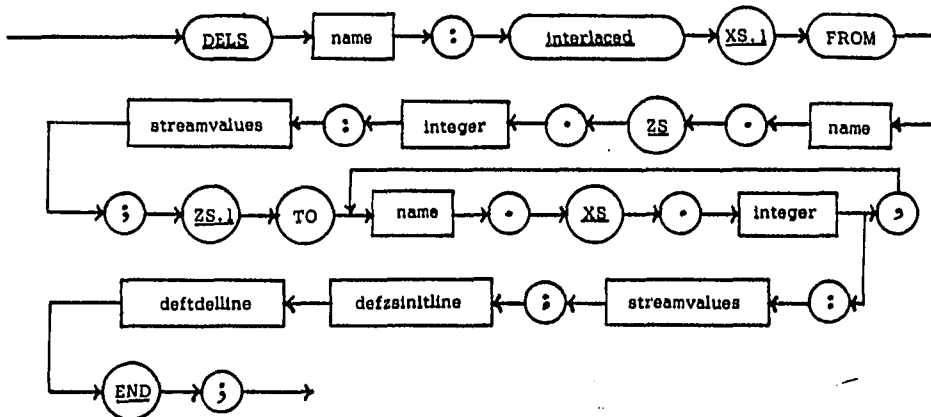 DELS name : interlaced XS.1 FROM
streamvalues : integer . ZS . name
; ZS.1 TO name . XS . integer ,
deftdelline defzsinitline ; streamvalues :
END ;